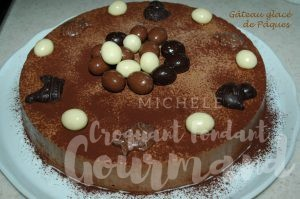 Gâteau glacé
de Pâques
MICHELE
Croquant Fondant
Gourmand